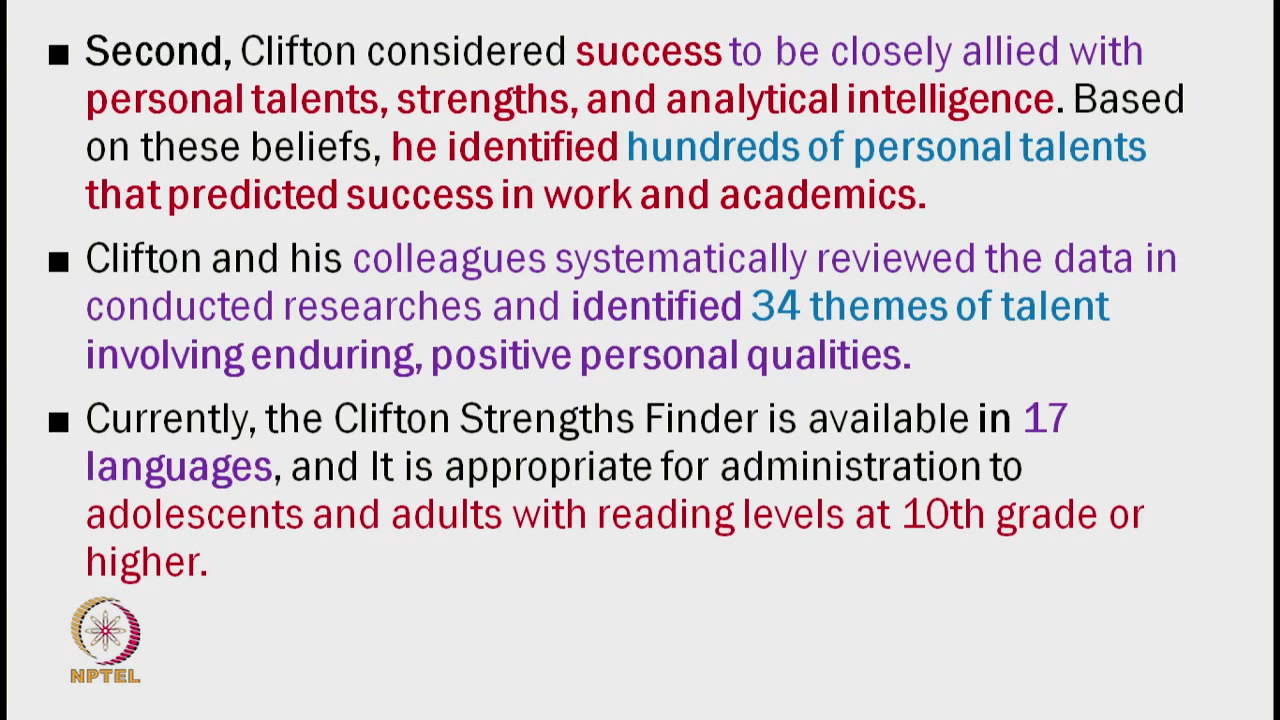 ■ Second, Clifton considered success to be closely allied with
personal talents, strengths, and analytical intelligence. Based
on these beliefs, he identified hundreds of personal talents
that predicted success in work and academics.
■ Clifton and his colleagues systematically reviewed the data in
conducted researches and identified 34 themes of talent
involving enduring, positive personal qualities.
■ Currently, the Clifton Strengths Finder is available in 17
languages, and It is appropriate for administration to
adolescents and adults with reading levels at 10th grade or
higher.
NPTEL